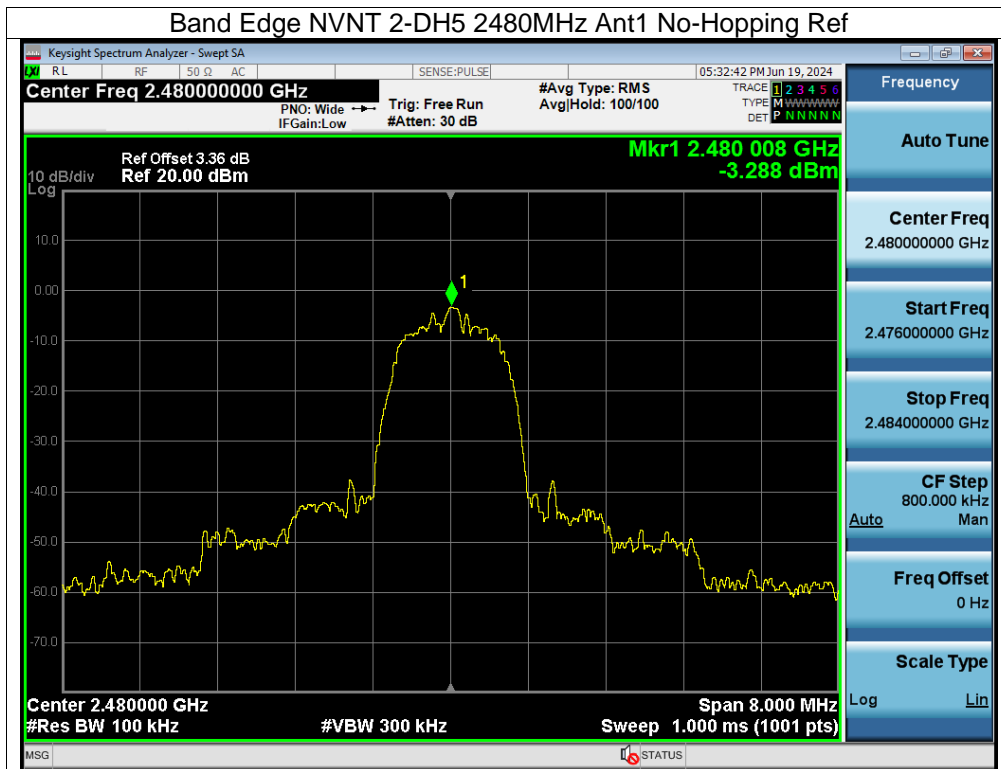 Band Edge NVNT 2-DH5 2480MHz Ant1 No-Hopping Ref
Keysight Spectrum Analyzer - Swept SA
LXI RL RF 50 Ω AC SENSE:PULSE 05:32:42 PM Jun 19, 2024
Center Freq 2.480000000 GHz
PNO: Wide
IFGain:Low
Trig: Free Run
#Atten: 30 dB
#Avg Type: RMS
Avg|Hold: 100/100
TRACE 1 2 3 4 5 6
TYPE M WWWWW
DET P N N N N N
Frequency
Auto Tune
Center Freq
2.480000000 GHz
Start Freq
2.476000000 GHz
Stop Freq
2.484000000 GHz
CF Step
800.000 kHz
Auto Man
Freq Offset
0 Hz
Scale Type
Log Lin
Mkr1 2.480 008 GHz
-3.288 dBm
Ref Offset 3.36 dB
10 dB/div Ref 20.00 dBm
Log
10.0
0.00
-10.0
-20.0
-30.0
-40.0
-50.0
-60.0
-70.0
1
Center 2.480000 GHz Span 8.000 MHz
#Res BW 100 kHz #VBW 300 kHz Sweep 1.000 ms (1001 pts)
MSG STATUS